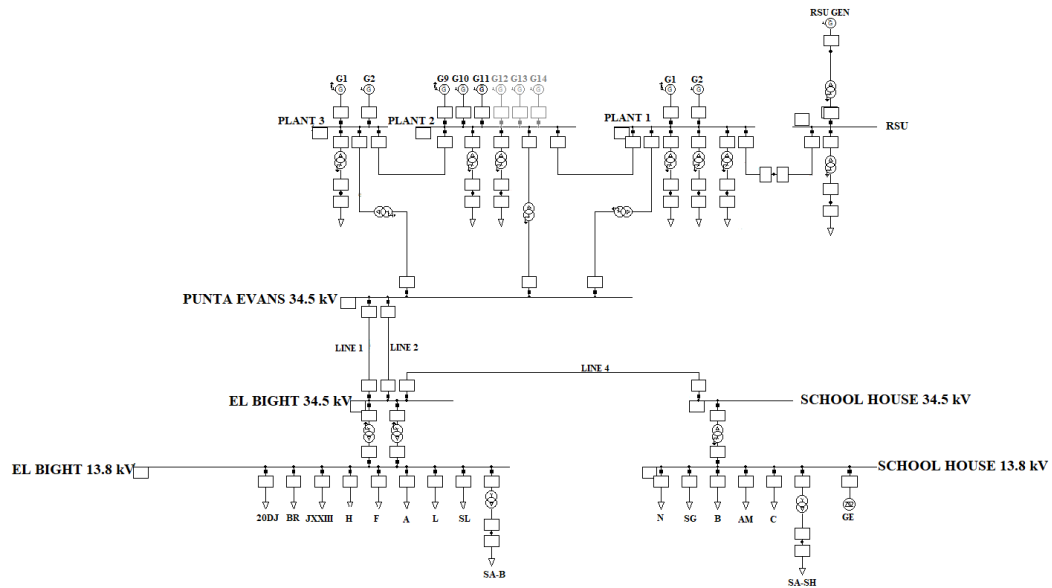 RSU GEN
G
G1 G2 G9 G10 G11 G12 G13 G14 G1 G2
G G G G G G G G G G
PLANT 3 PLANT 2 PLANT 1 RSU
PUNTA EVANS 34.5 kV
LINE 1 LINE 2
LINE 4
EL BIGHT 34.5 kV SCHOOL HOUSE 34.5 kV
EL BIGHT 13.8 kV SCHOOL HOUSE 13.8 kV
20DJ BR JXXIII H F A L SL N SG B AM C GE
SA-B
SA-SH